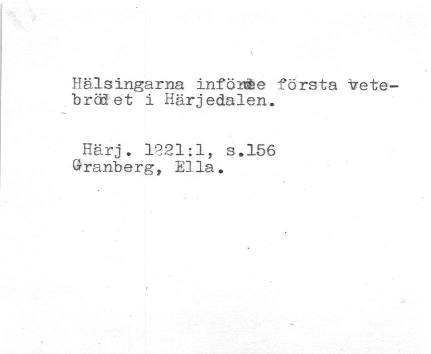 Hälsingarna införde första vete-
brödet i Härjedalen.
Härj. 1221:1, s.156
Granberg, Ella.